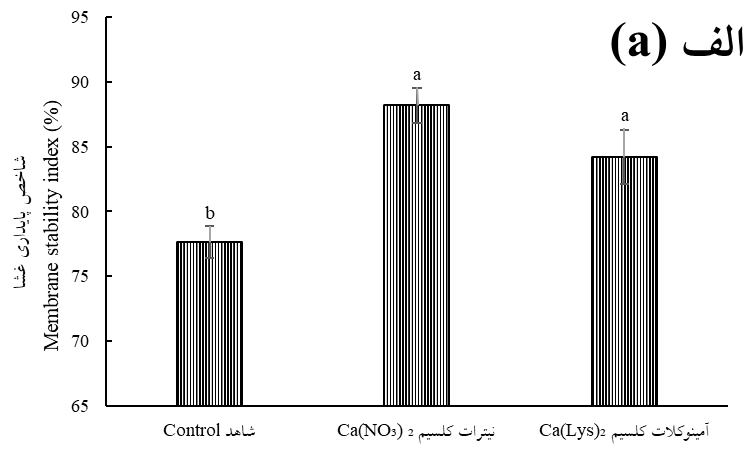 الف (a)
شاخص پایداری غشا
Membrane stability index (%)
95
90
85
80
75
70
65
b
a
a
شاهد Control
نیترات کلسیم Ca(NO₃) ₂
آمینوکلات کلسیم Ca(Lys)₂